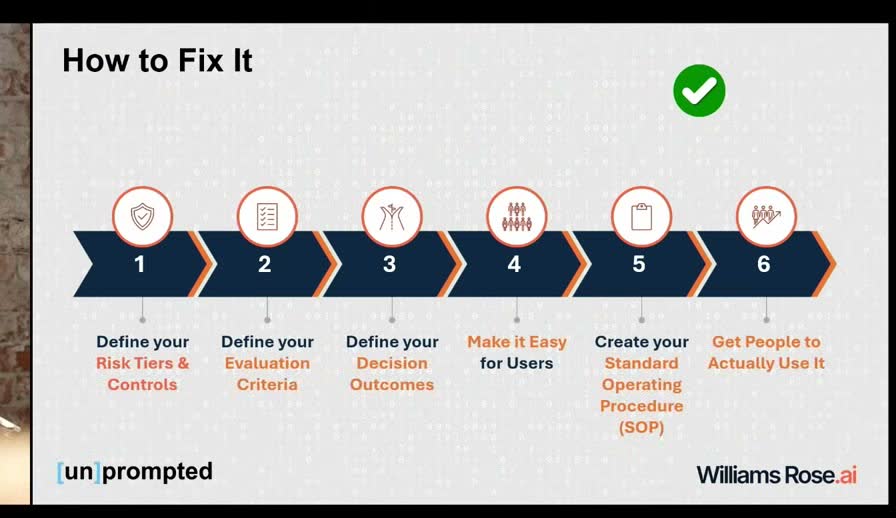 How to Fix It
1
2
3
4
5
6
Define your
Risk Tiers &
Controls
Define your
Evaluation
Criteria
Define your
Decision
Outcomes
Make it Easy
for Users
Create your
Standard
Operating
Procedure
(SOP)
Get People to
Actually Use It
[un]prompted
Williams Rose.ai